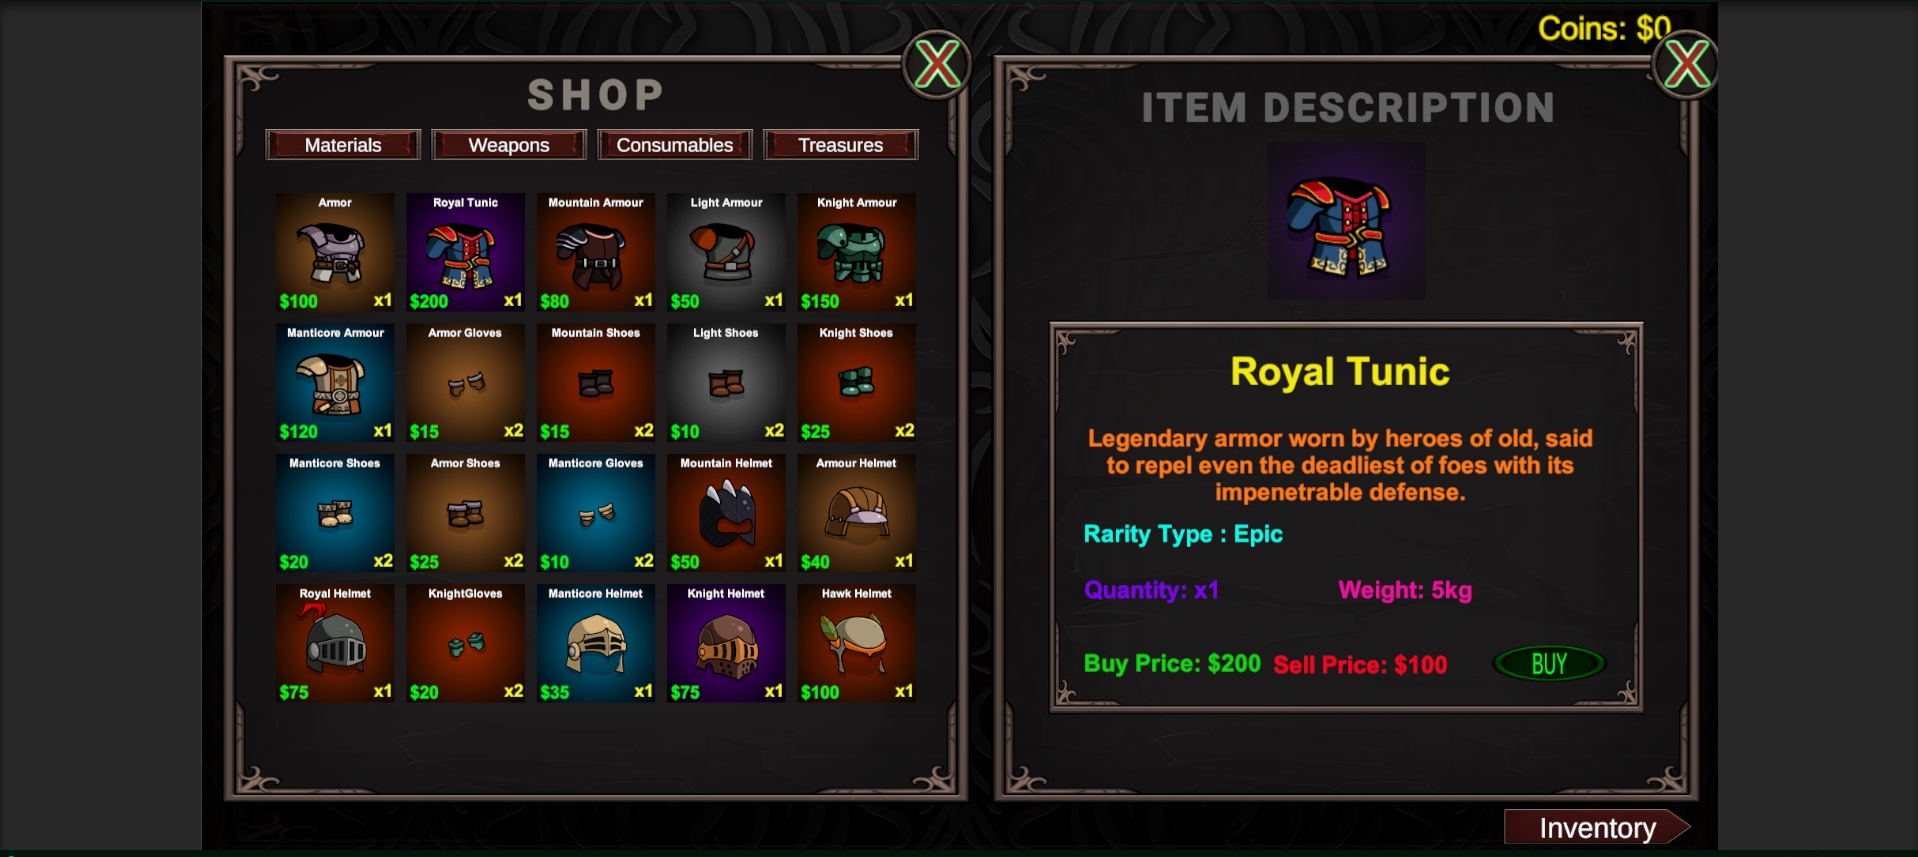 Coins: $0
X
X
SHOP
ITEM DESCRIPTION
Materials
Weapons
Consumables
Treasures
Armor
$100
x1
Royal Tunic
$200
x1
Mountain Armour
$80
x1
Light Armour
$50
x1
Knight Armour
$150
x1
Manticore Armour
$120
x1
Armor Gloves
$15
x2
Mountain Shoes
$15
x2
Light Shoes
$10
x2
Knight Shoes
$25
x2
Manticore Shoes
$20
x2
Armor Shoes
$25
x2
Manticore Gloves
$10
x2
Mountain Helmet
$50
x1
Armour Helmet
$40
x1
Royal Helmet
$75
x1
KnightGloves
$20
x2
Manticore Helmet
$35
x1
Knight Helmet
$75
x1
Hawk Helmet
$100
x1
Royal Tunic
Legendary armor worn by heroes of old, said
to repel even the deadliest of foes with its
impenetrable defense.
Rarity Type : Epic
Quantity: x1
Weight: 5kg
Buy Price: $200
Sell Price: $100
BUY
Inventory